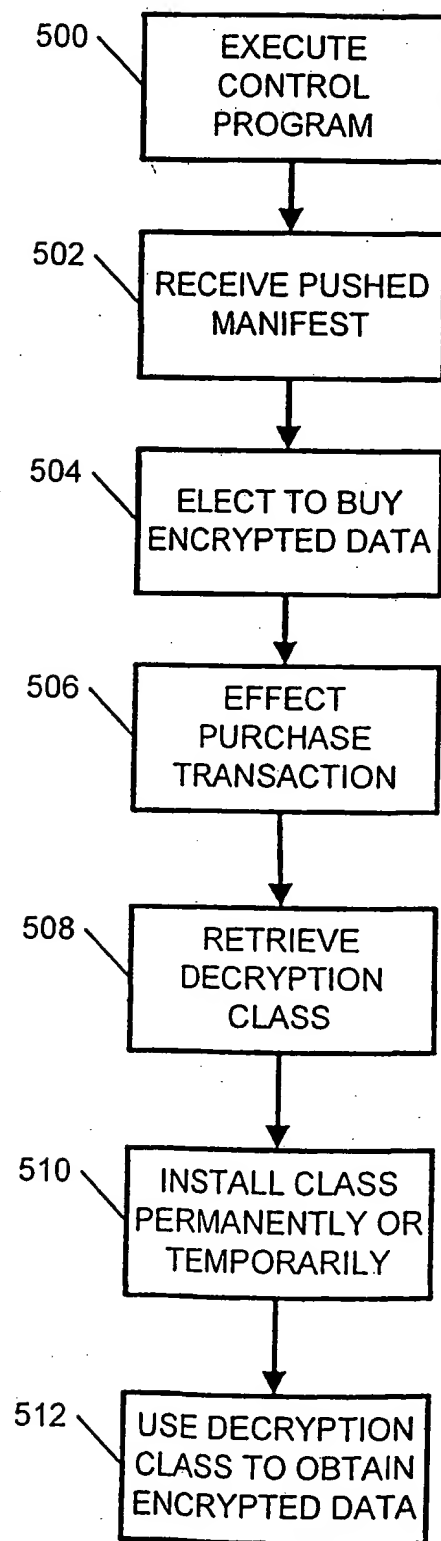 500
EXECUTE
CONTROL
PROGRAM
502
RECEIVE PUSHED
MANIFEST
504
ELECT TO BUY
ENCRYPTED DATA
506
EFFECT
PURCHASE
TRANSACTION
508
RETRIEVE
DECRYPTION
CLASS
510
INSTALL CLASS
PERMANENTLY OR
TEMPORARILY
512
USE DECRYPTION
CLASS TO OBTAIN
ENCRYPTED DATA